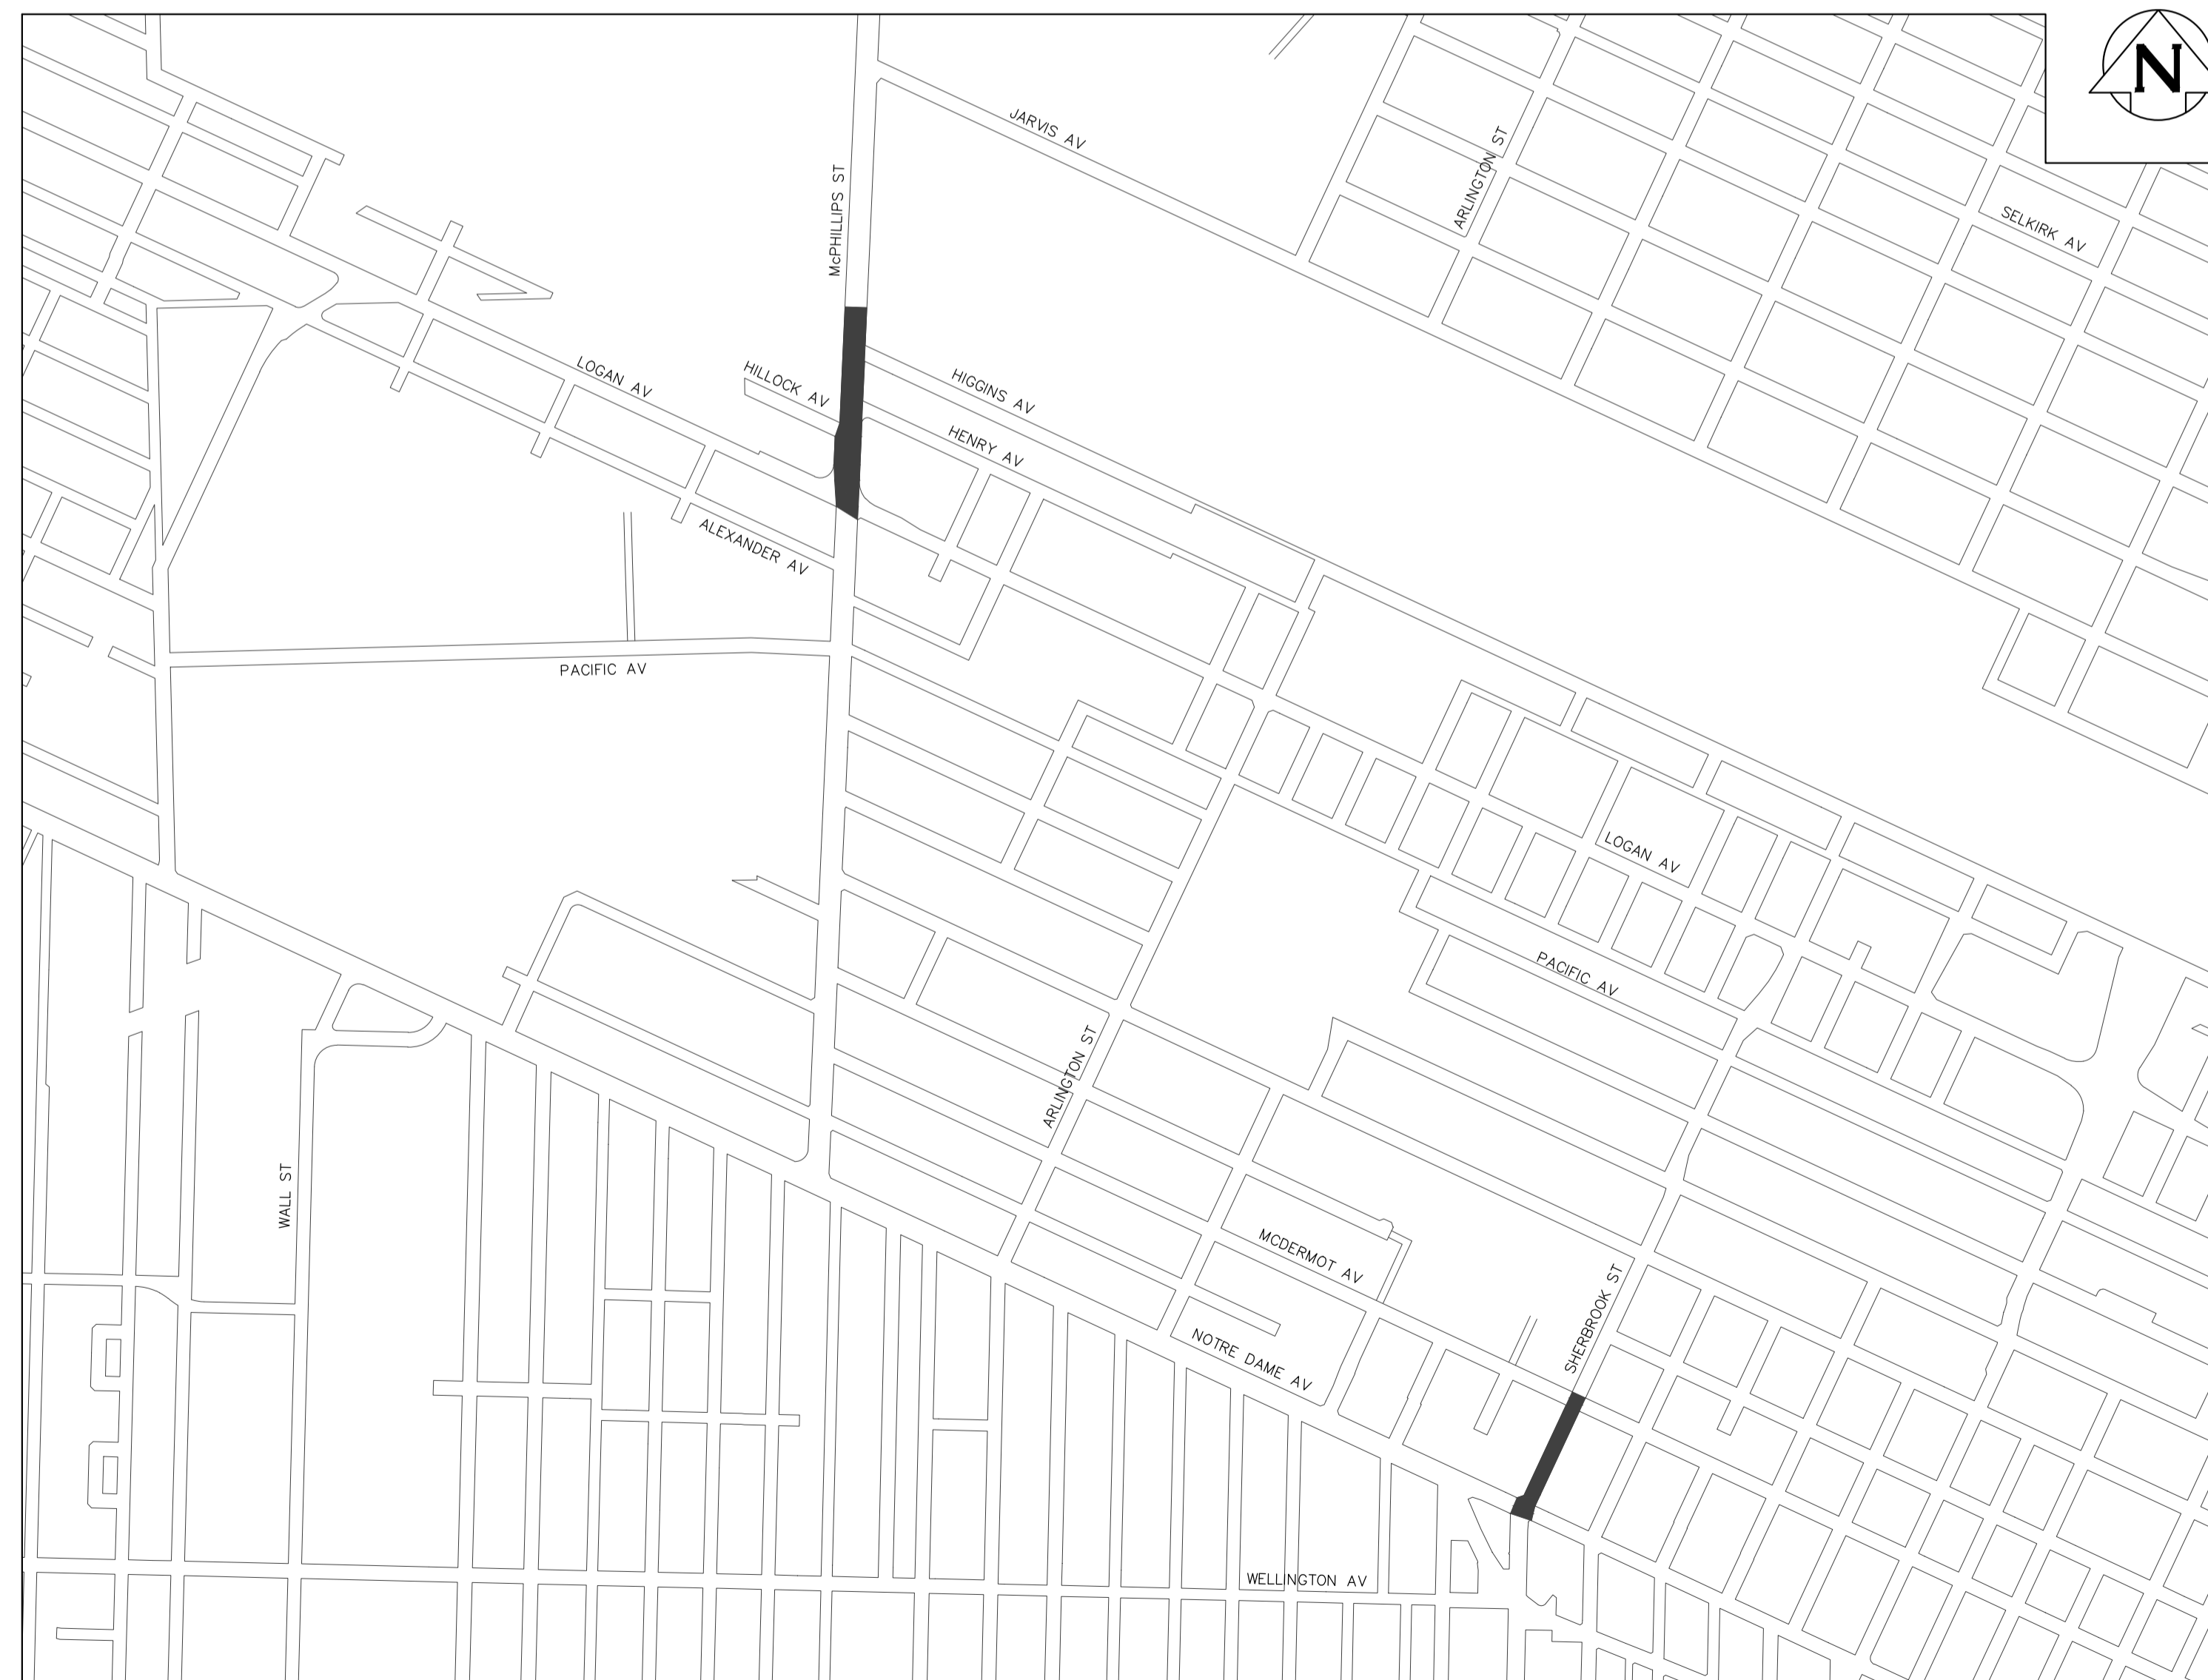 N
JARVIS AV
ARLINGTON ST
McPHILLIPS ST
SELKIRK AV
LOGAN AV
HILLOCK AV
HIGGINS AV
HENRY AV
ALEXANDER AV
PACIFIC AV
LOGAN AV
PACIFIC AV
ARLINGTON ST
WALL ST
MCDERMOT AV
SHERBROOK ST
NOTRE DAME AV
WELLINGTON AV